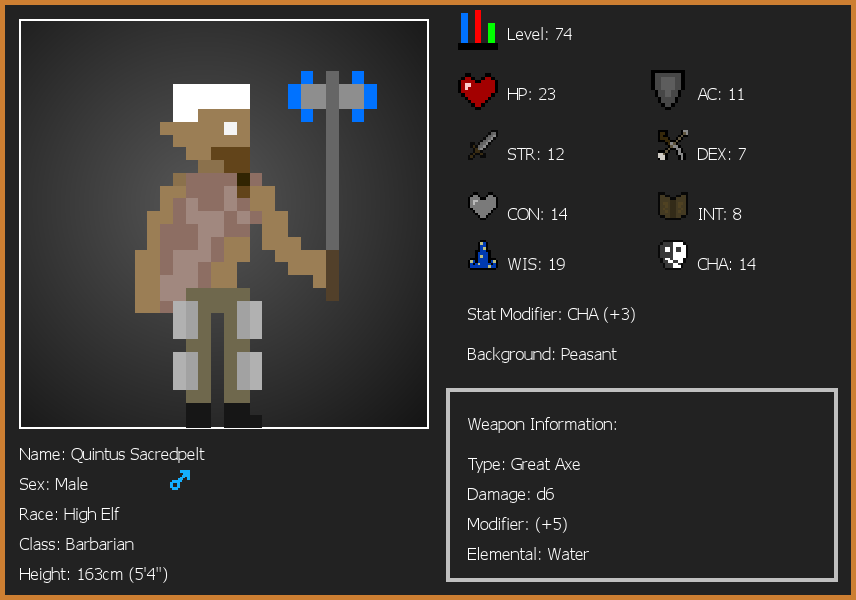 Level: 74
HP: 23
AC: 11
STR: 12
DEX: 7
CON: 14
INT: 8
WIS: 19
CHA: 14
Stat Modifier: CHA (+3)
Background: Peasant
Weapon Information:
Type: Great Axe
Damage: d6
Modifier: (+5)
Elemental: Water
Name: Quintus Sacredpelt
Sex: Male
Race: High Elf
Class: Barbarian
Height: 163cm (5'4")